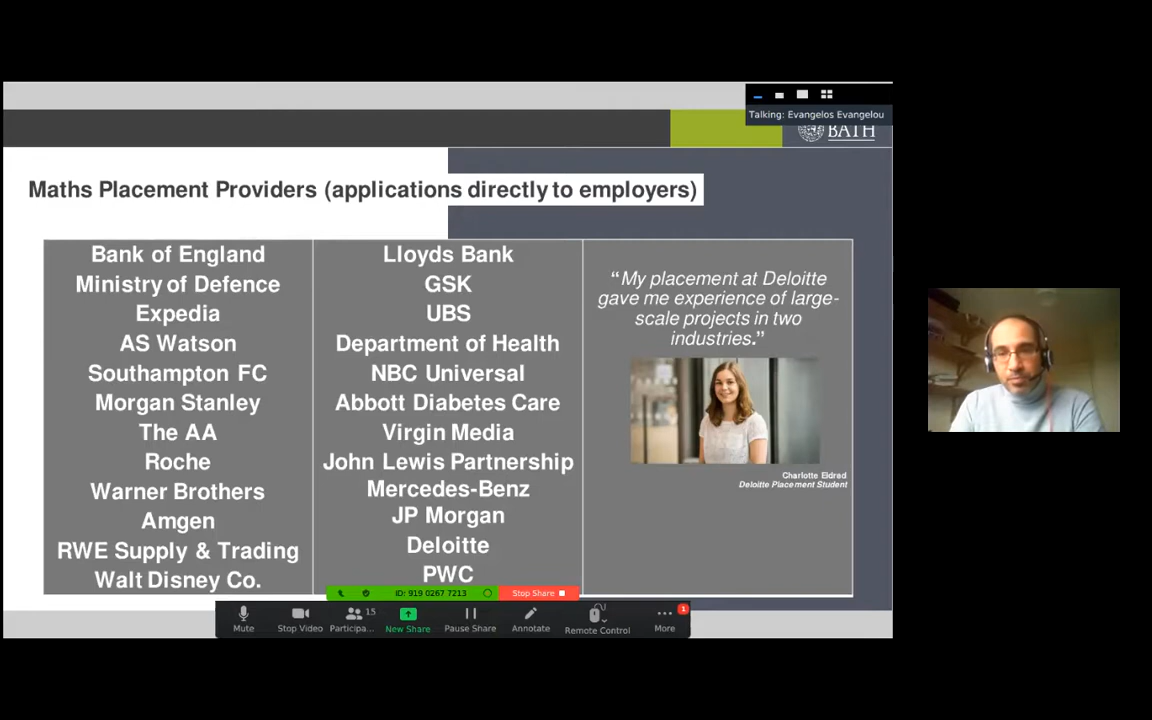 Talking: Evangelos Evangelou
BATH
Maths Placement Providers (applications directly to employers)
Bank of England
Ministry of Defence
Expedia
AS Watson
Southampton FC
Morgan Stanley
The AA
Roche
Warner Brothers
Amgen
RWE Supply & Trading
Walt Disney Co.
Lloyds Bank
GSK
UBS
Department of Health
NBC Universal
Abbott Diabetes Care
Virgin Media
John Lewis Partnership
Mercedes-Benz
JP Morgan
Deloitte
PWC
“My placement at Deloitte
gave me experience of large-
scale projects in two
industries.”
Charlotte Eldred
Deloitte Placement Student
ID: 919 0267 7213
Stop Share
15
1
Mute
Stop Video
Participa...
New Share
Pause Share
Annotate
Remote Control
More